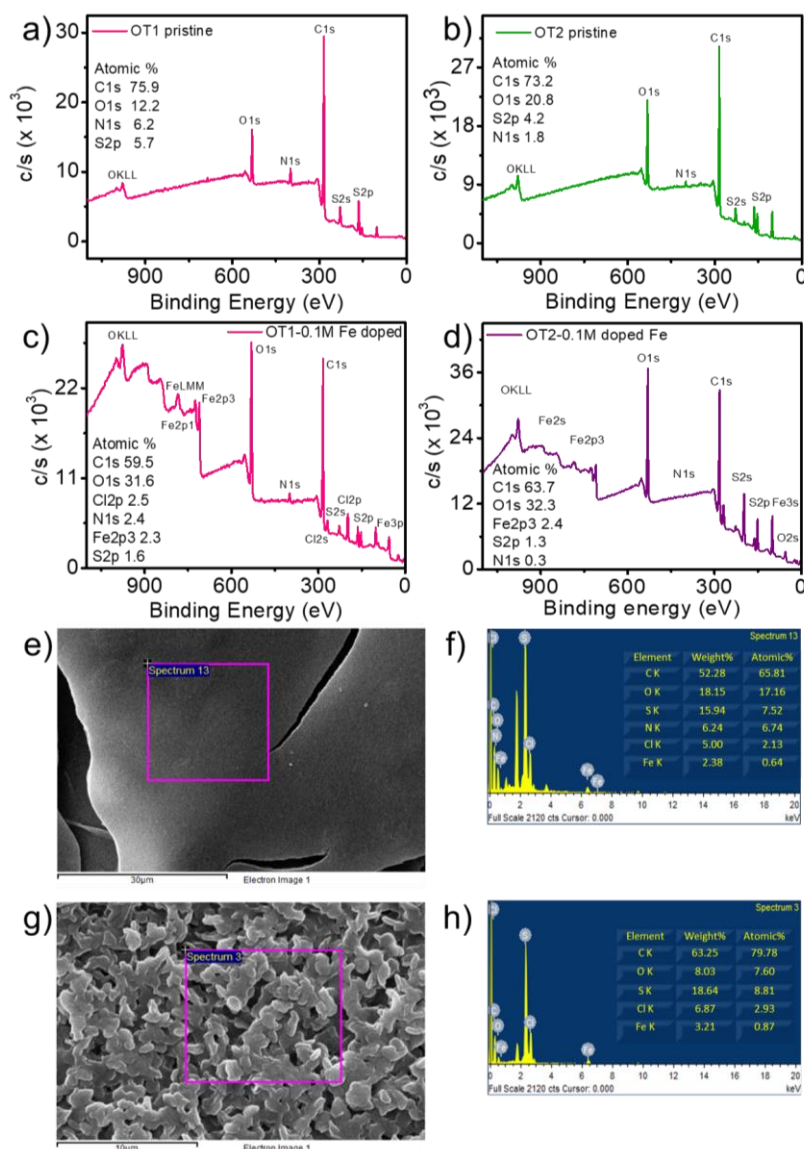 a)
OT1 pristine
Atomic %
C1s 75.9
O1s 12.2
N1s 6.2
S2p 5.7
C1s
O1s
N1s
OKLL
S2s
S2p
c/s (x 10³)
30
20
10
0
900 600 300 0
Binding Energy (eV)
b)
OT2 pristine
Atomic %
C1s 73.2
O1s 20.8
S2p 4.2
N1s 1.8
C1s
O1s
N1s
OKLL
S2s
S2p
c/s (x 10³)
27
18
9
0
900 600 300 0
Binding Energy (eV)
c)
OT1-0.1M Fe doped
OKLL
O1s
C1s
FeLMM
Fe2p3
Fe2p1
N1s
Cl2p
S2s
S2p
Fe3p
Cl2s
Atomic %
C1s 59.5
O1s 31.6
Cl2p 2.5
N1s 2.4
Fe2p3 2.3
S2p 1.6
c/s (x 10³)
22
11
0
900 600 300 0
Binding Energy (eV)
d)
OT2-0.1M doped Fe
O1s
C1s
OKLL
Fe2s
Fe2p3
N1s
S2s
S2p
Fe3s
O2s
Atomic %
C1s 63.7
O1s 32.3
Fe2p3 2.4
S2p 1.3
N1s 0.3
c/s (x 10³)
36
24
12
0
900 600 300 0
Binding energy (eV)
e)
Spectrum 13
30µm Electron Image 1
f)
Spectrum 13
Element Weight% Atomic%
C K 52.28 65.81
O K 18.15 17.16
S K 15.94 7.52
N K 6.24 6.74
Cl K 5.00 2.13
Fe K 2.38 0.64
0 2 4 6 8 10 12 14 16 18 20
Full Scale 2120 cts Cursor: 0.000 keV
g)
Spectrum 3
10µm Electron Image 1
h)
Spectrum 3
Element Weight% Atomic%
C K 63.25 79.78
O K 8.03 7.60
S K 18.64 8.81
Cl K 6.87 2.93
Fe K 3.21 0.87
0 2 4 6 8 10 12 14 16 18 20
Full Scale 2120 cts Cursor: 0.000 keV